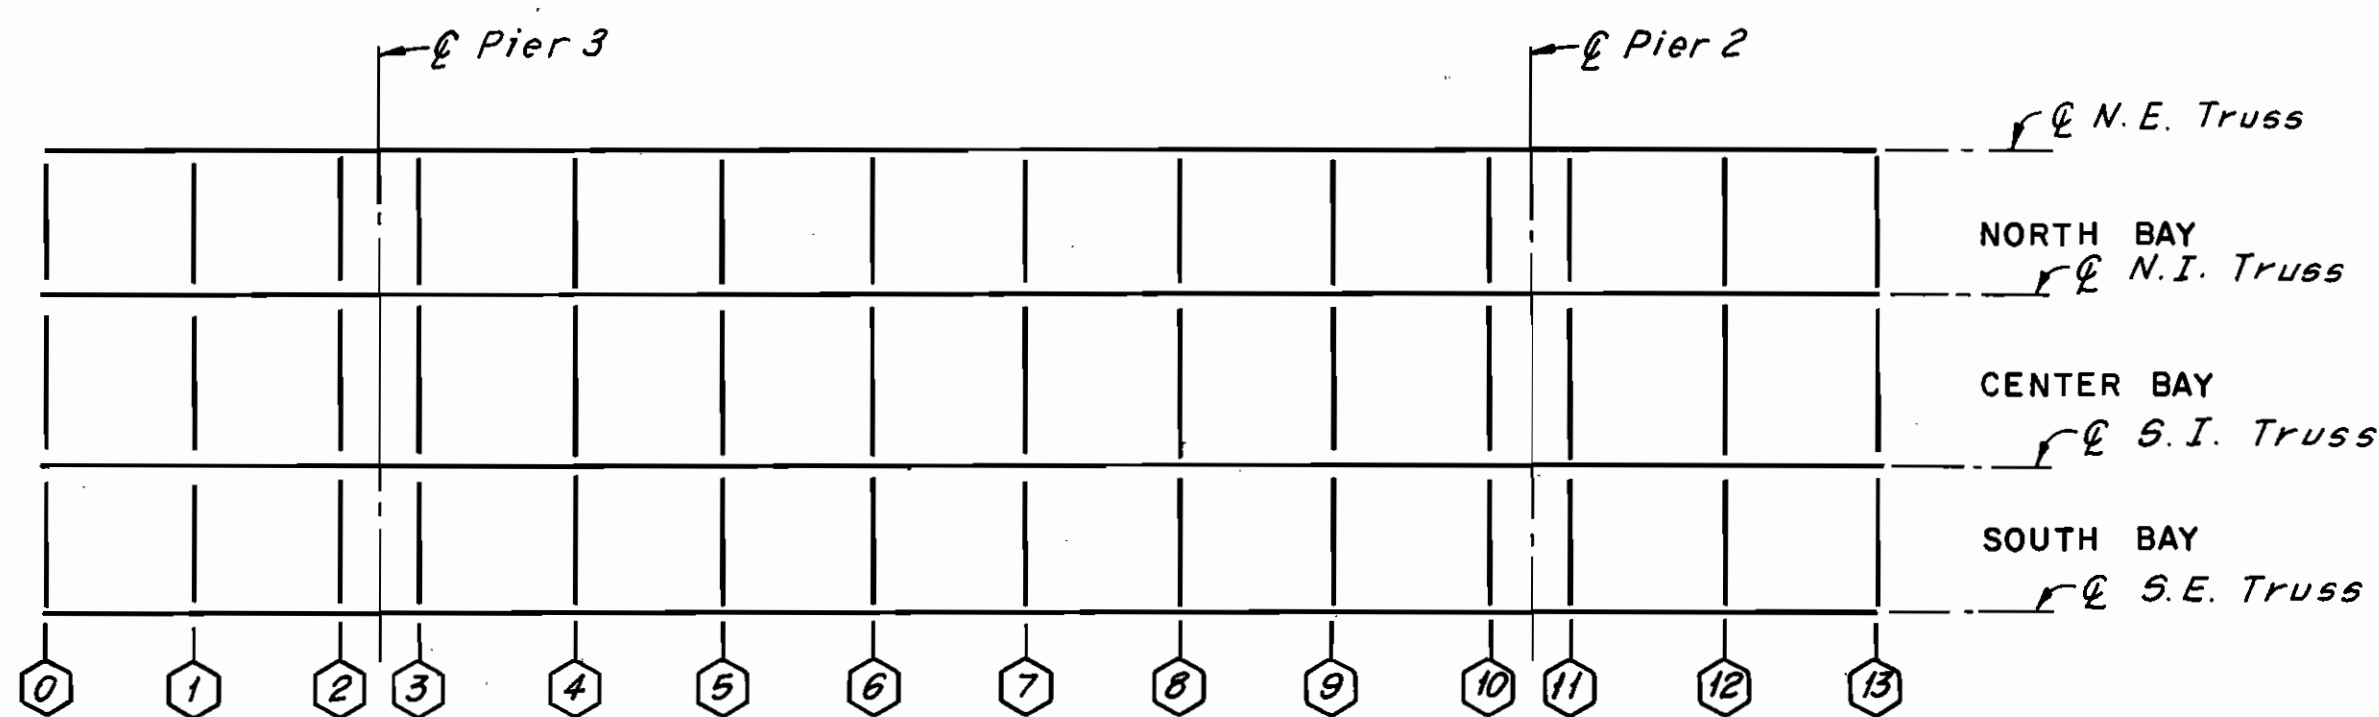 ℄ Pier 3
℄ Pier 2
℄ N.E. Truss
NORTH BAY
℄ N.I. Truss
CENTER BAY
℄ S.I. Truss
SOUTH BAY
℄ S.E. Truss
0 1 2 3 4 5 6 7 8 9 10 11 12 13